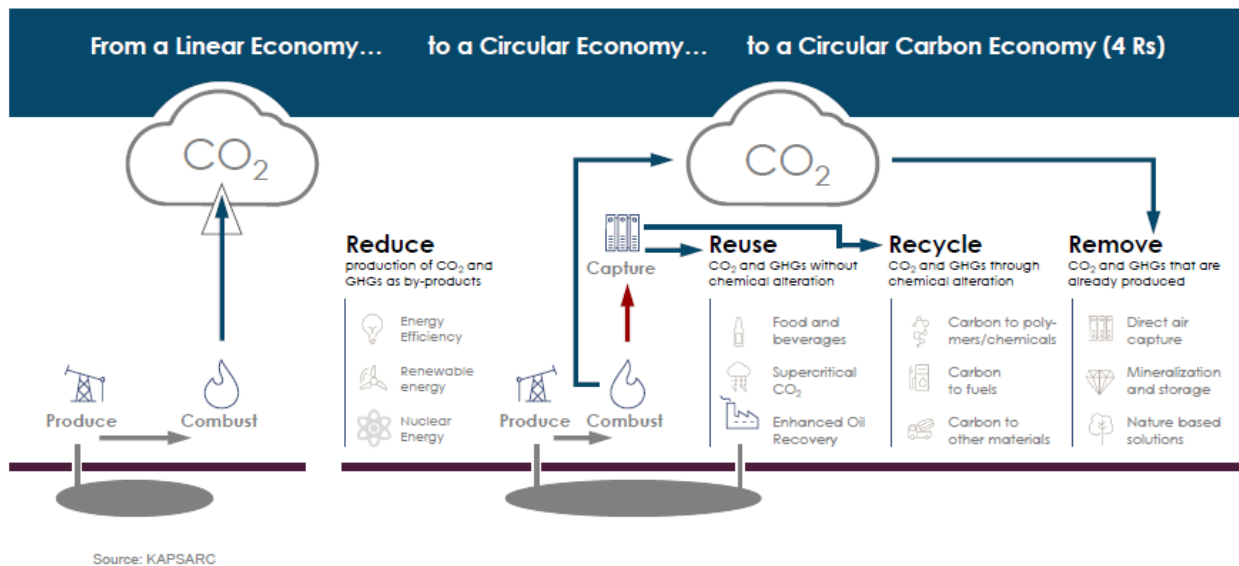 From a Linear Economy…
to a Circular Economy…
to a Circular Carbon Economy (4 Rs)
CO₂
Produce
Combust
Reduce
production of CO₂ and
GHGs as by-products
Energy
Efficiency
Renewable
energy
Nuclear
Energy
CO₂
Capture
Produce
Combust
Reuse
CO₂ and GHGs without
chemical alteration
Food and
beverages
Supercritical
CO₂
Enhanced Oil
Recovery
Recycle
CO₂ and GHGs through
chemical alteration
Carbon to poly-
mers/chemicals
Carbon
to fuels
Carbon to
other materials
Remove
CO₂ and GHGs that are
already produced
Direct air
capture
Mineralization
and storage
Nature based
solutions
Source: KAPSARC